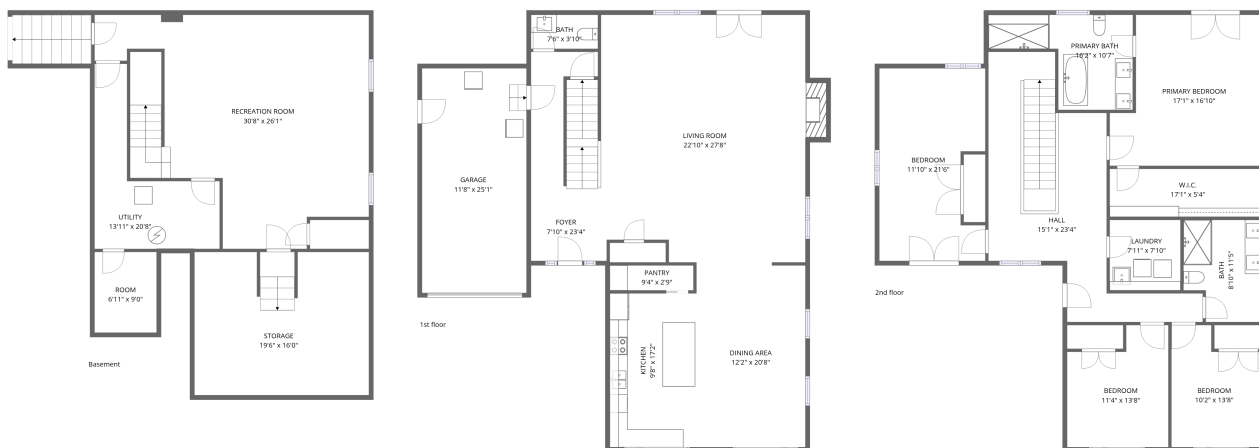 RECREATION ROOM
30'8" x 26'1"
UTILITY
13'11" x 20'8"
ROOM
6'11" x 9'0"
STORAGE
19'6" x 16'0"
Basement
BATH
7'6" x 3'10"
LIVING ROOM
22'10" x 27'8"
GARAGE
11'8" x 25'1"
FOYER
7'10" x 23'4"
PANTRY
9'4" x 2'9"
KITCHEN
9'8" x 17'2"
DINING AREA
12'2" x 20'8"
1st floor
PRIMARY BATH
16'2" x 10'7"
PRIMARY BEDROOM
17'1" x 16'10"
BEDROOM
11'10" x 21'6"
W.I.C.
17'1" x 5'4"
HALL
15'1" x 23'4"
LAUNDRY
7'11" x 7'10"
BATH
8'10" x 11'5"
BEDROOM
11'4" x 13'8"
BEDROOM
10'2" x 13'8"
2nd floor